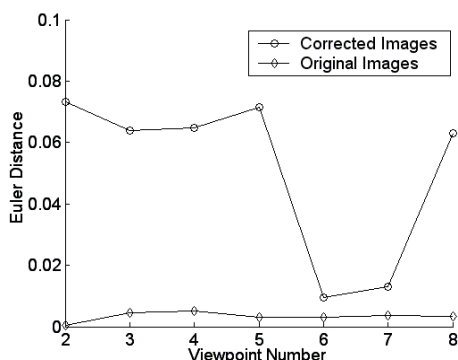 0.1
Corrected Images
Original Images
0.08
0.06
0.04
0.02
0
Euler Distance
2 3 4 5 6 7 8
Viewpoint Number